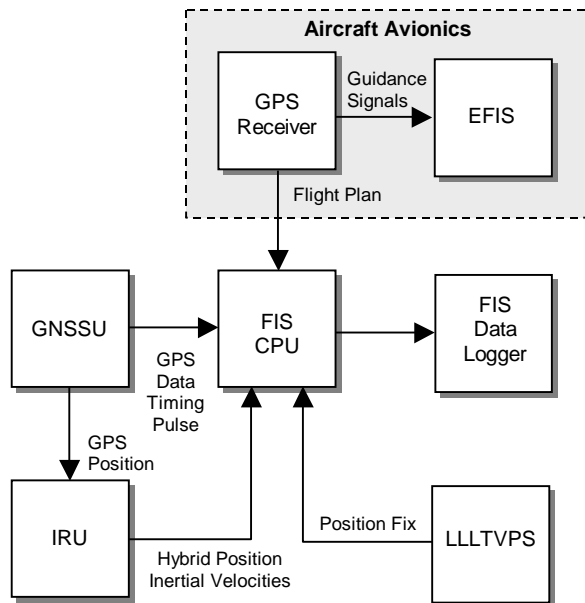 Aircraft Avionics
GPS
Receiver
Guidance
Signals
EFIS
Flight Plan
GNSSU
FIS
CPU
FIS
Data
Logger
GPS
Data
Timing
Pulse
GPS
Position
IRU
Hybrid Position
Inertial Velocities
Position Fix
LLLTVPS